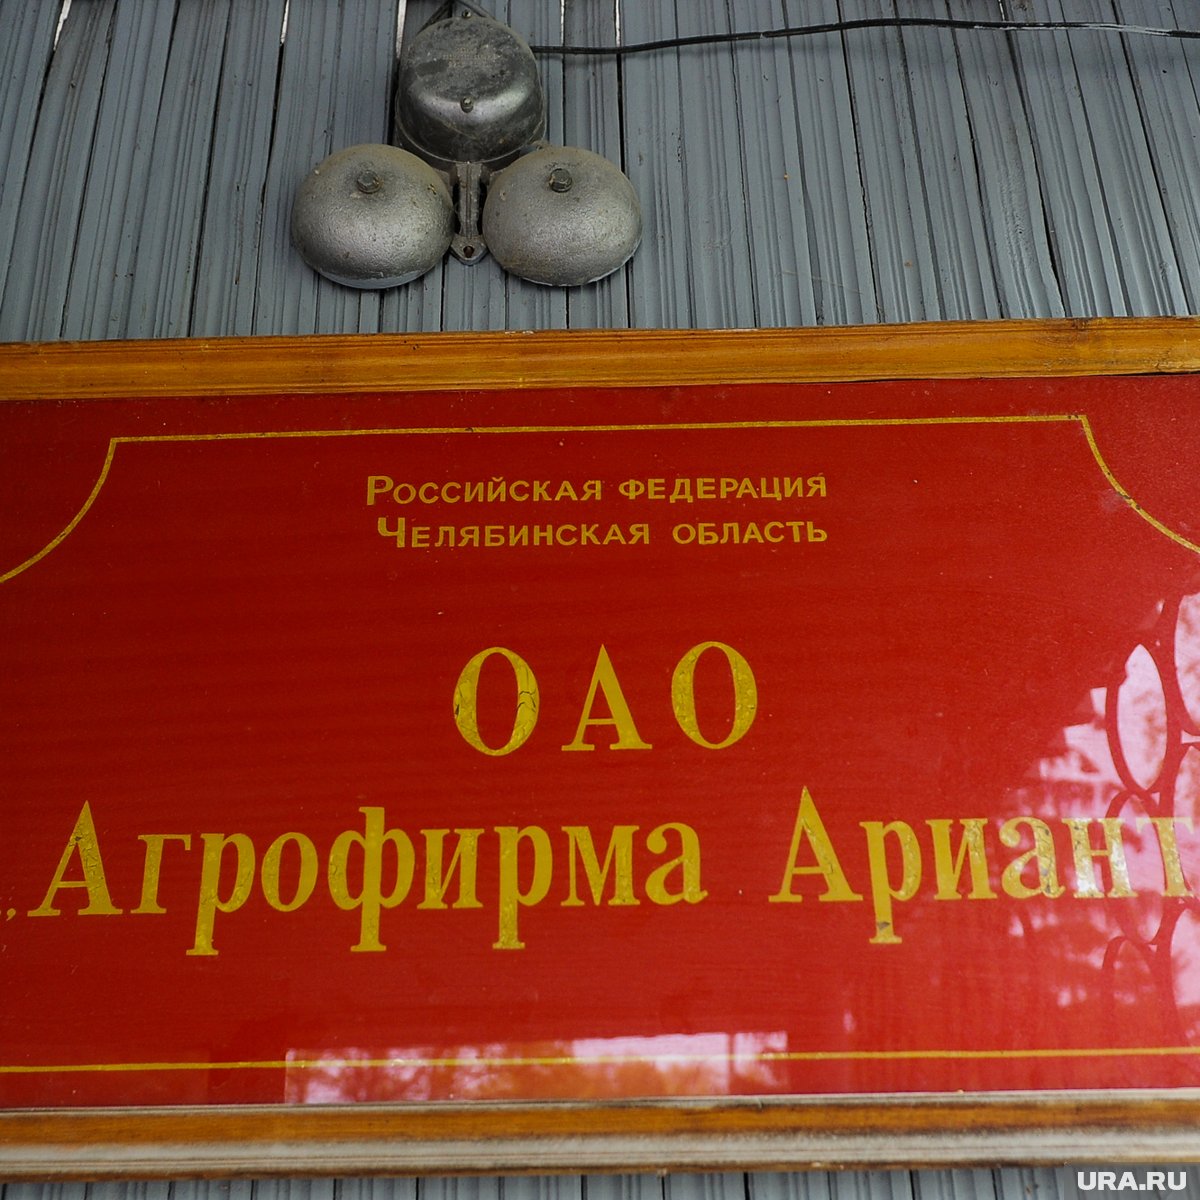 Российская федерация
Челябинская область
ОАО
„Агрофирма Ариант
URA.RU